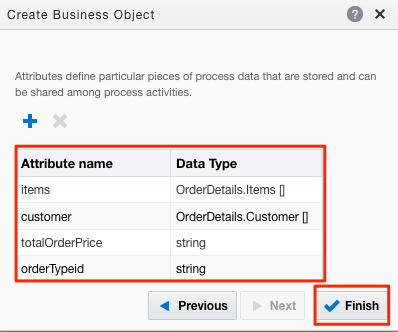 Create Business Object
Attributes define particular pieces of process data that are stored and can
be shared among process activities.
Attribute name Data Type
items OrderDetails.Items []
customer OrderDetails.Customer []
totalOrderPrice string
orderTypeid string
Previous Next Finish